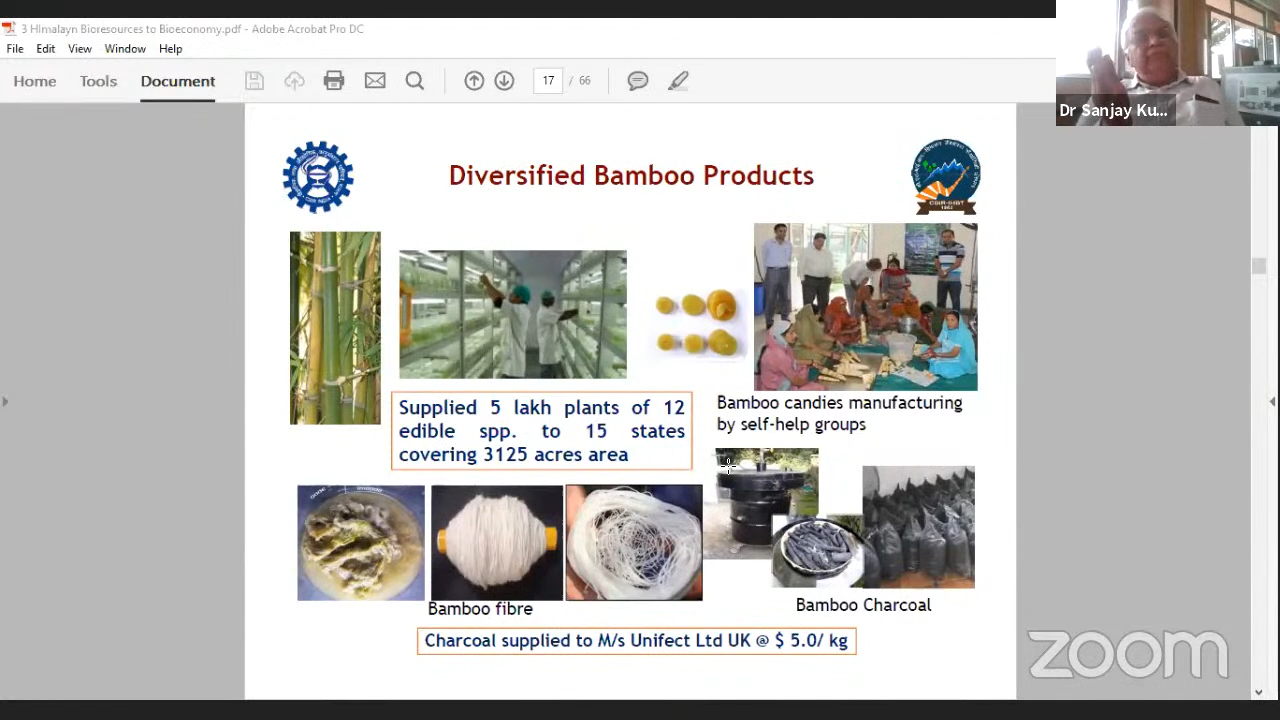 3 HImalayn Bioresources to Bioeconomy.pdf - Adobe Acrobat Pro DC
File Edit View Window Help
Home Tools Document 17 / 66
Dr Sanjay Ku...
Diversified Bamboo Products
CSIR-IHBT
Supplied 5 lakh plants of 12
edible spp. to 15 states
covering 3125 acres area
Bamboo candies manufacturing
by self-help groups
Bamboo fibre
Bamboo Charcoal
Charcoal supplied to M/s Unifect Ltd UK @ $ 5.0/ kg
zoom